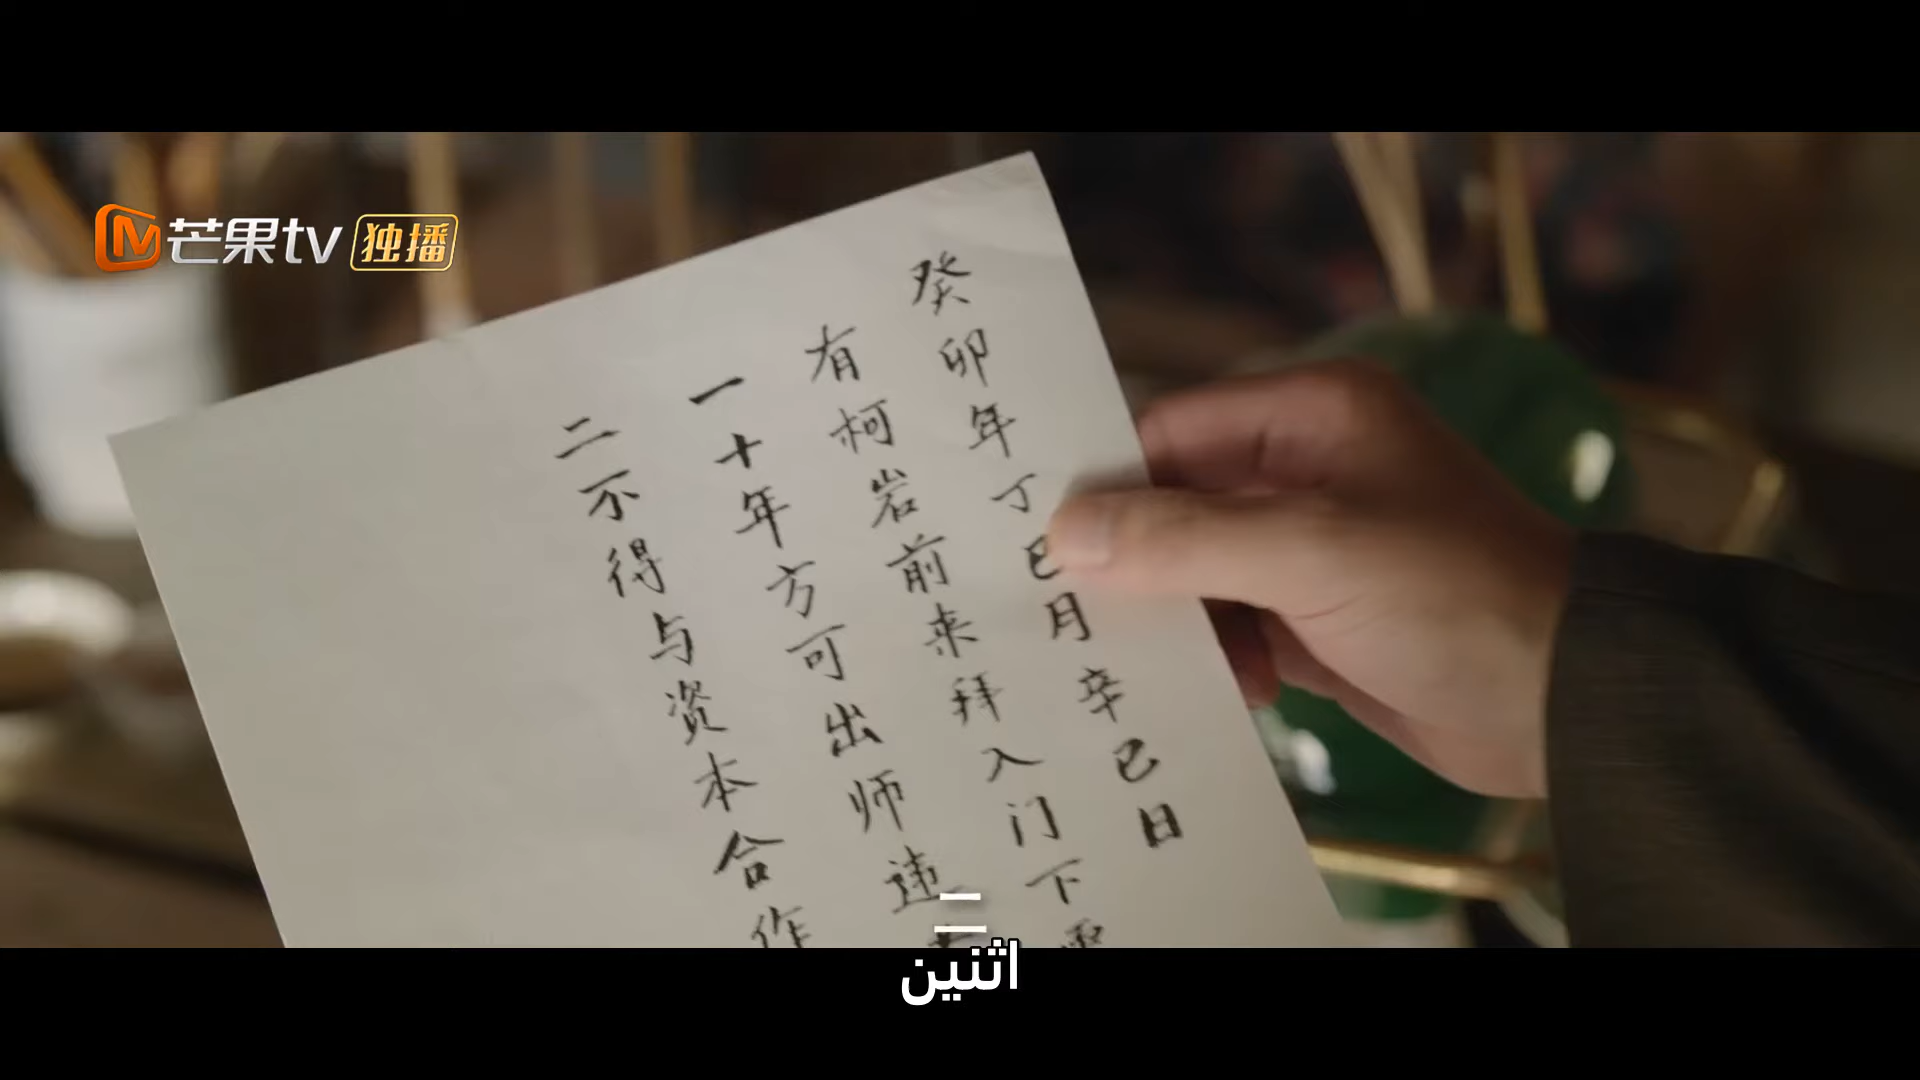 芒果tv 独播
癸卯年丁巳月辛巳日
有柯岩前来拜入门下
一十年方可出师违
二不得与资本合作
二
اثنين